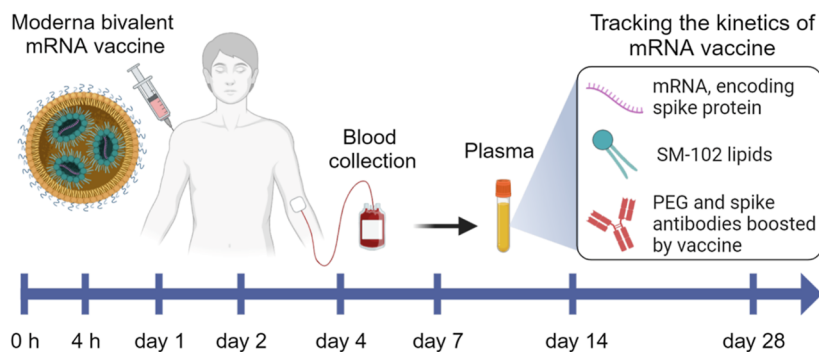 Moderna bivalent
mRNA vaccine
Blood
collection
Plasma
Tracking the kinetics of
mRNA vaccine
mRNA, encoding
spike protein
SM-102 lipids
PEG and spike
antibodies boosted
by vaccine
0 h 4 h day 1 day 2 day 4 day 7 day 14 day 28